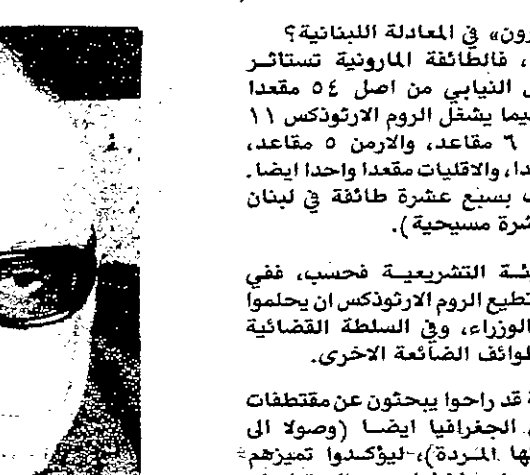 رون» في المعادلة اللبنانية؟
، فالطائفة المارونية تستأثر
النيابي من اصل ٥٤ مقعدا
يما يشغل الروم الارثوذكس ١١
٦ مقاعد، والارمن ٥ مقاعد،
دا، والاقليات مقعدا واحدا ايضا.
بسبع عشرة طائفة في لبنان
شرة مسيحية).
ئة التشريعية فحسب، ففي
تطيع الروم الارثوذكس ان يحلموا
الوزراء، وفي السلطة القضائية
لوائف الضائعة الاخرى.
ة قد راحوا يبحثون عن مقتطفات
الجغرافيا ايضا (وصولا الى
ها المردة)، ليؤكدوا تميزهم